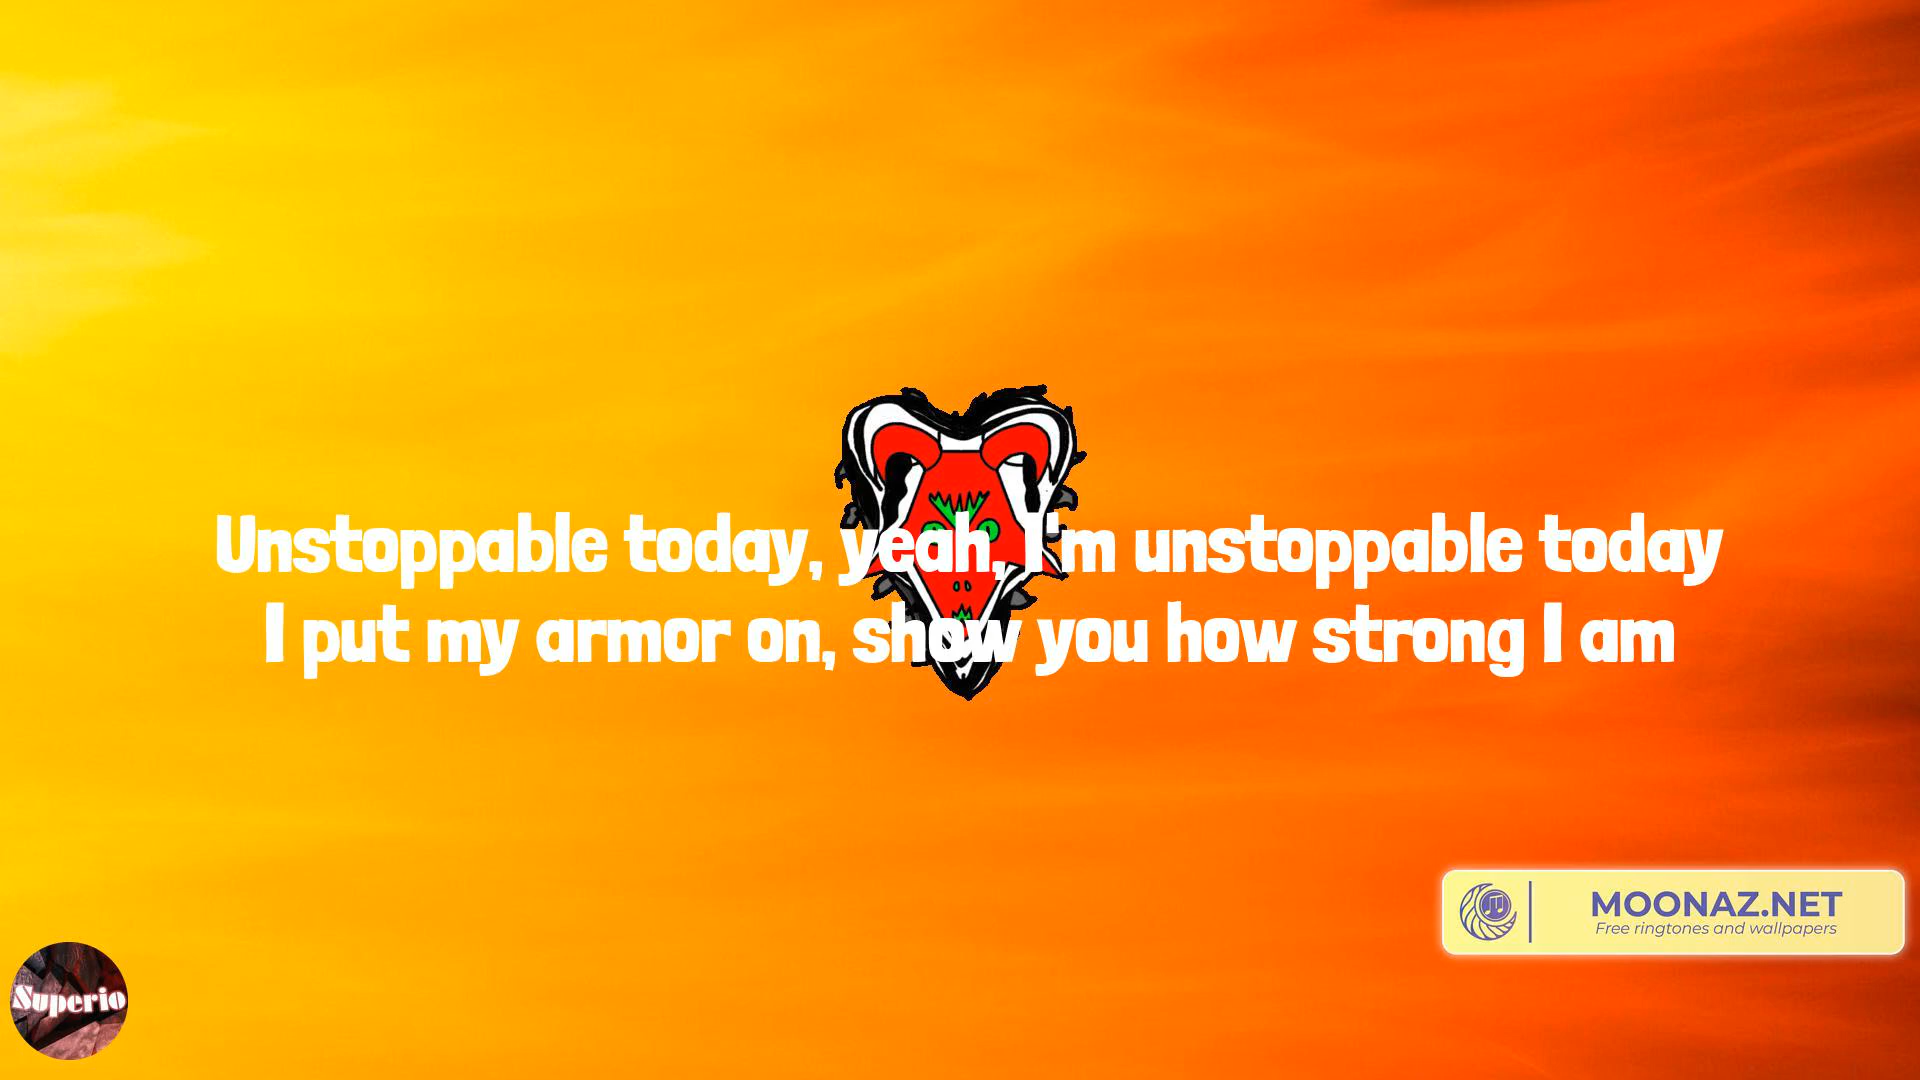 Unstoppable today, yeah, I'm unstoppable today
I put my armor on, show you how strong I am
MOONAZ.NET
Free ringtones and wallpapers
Superio